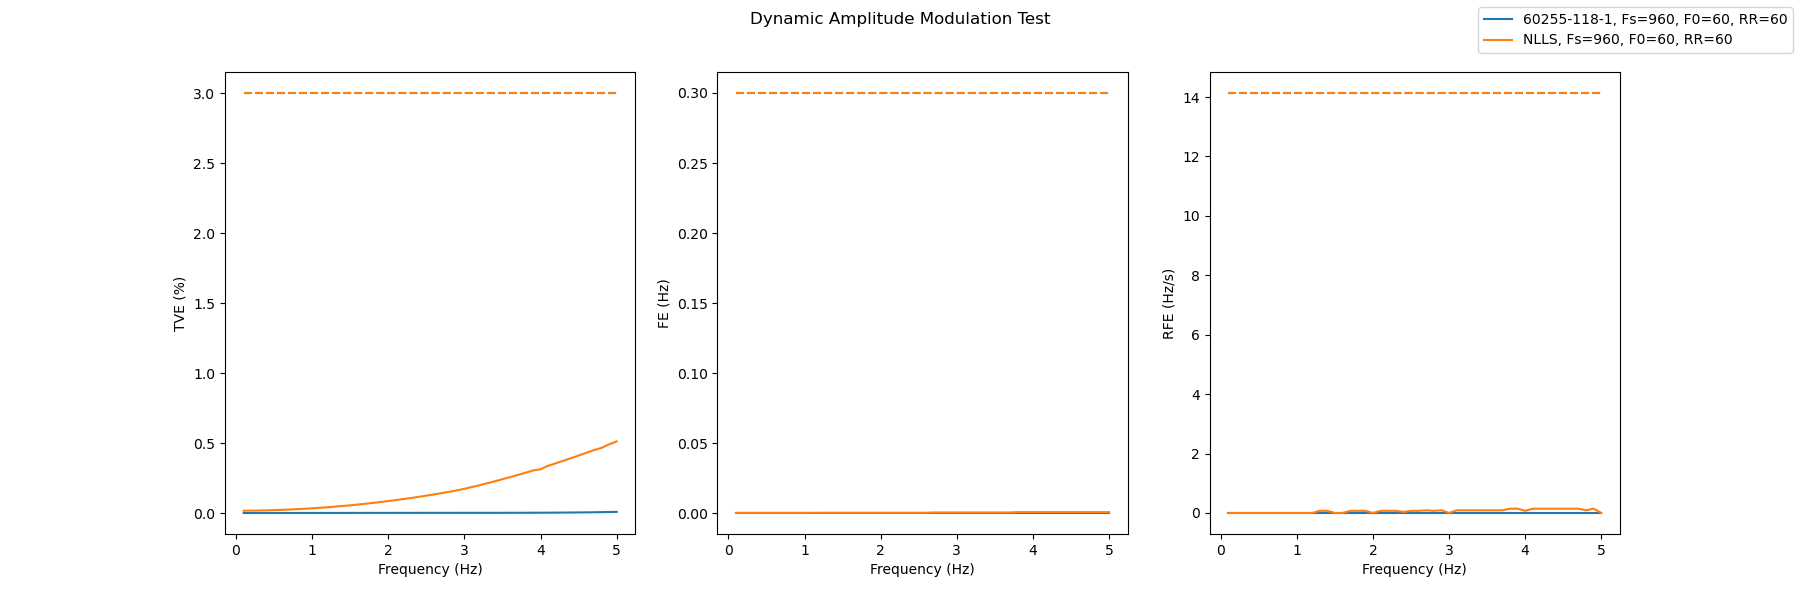 Dynamic Amplitude Modulation Test
60255-118-1, Fs=960, F0=60, RR=60
NLLS, Fs=960, F0=60, RR=60
TVE (%)
3.0
2.5
2.0
1.5
1.0
0.5
0.0
0 1 2 3 4 5
Frequency (Hz)
FE (Hz)
0.30
0.25
0.20
0.15
0.10
0.05
0.00
0 1 2 3 4 5
Frequency (Hz)
RFE (Hz/s)
14
12
10
8
6
4
2
0
0 1 2 3 4 5
Frequency (Hz)